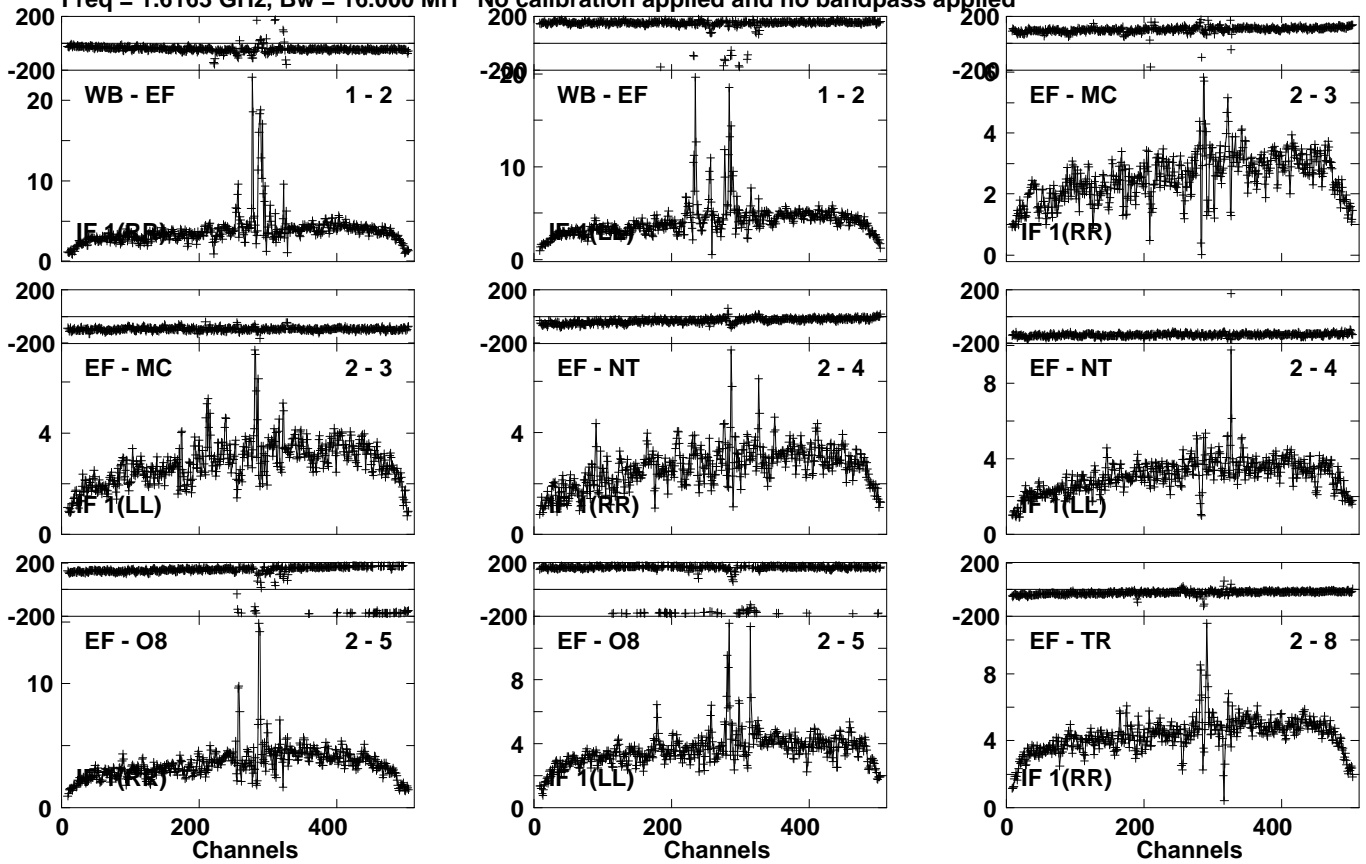 Freq = 1.6163 GHz, Bw = 16.000 MH No calibration applied and no bandpass applied
200
-200
WB - EF 1 - 2
20
10
0
IF 1(RR)
200
-200
20
WB - EF 1 - 2
10
0
IF 1(LL)
200
-200
6
EF - MC 2 - 3
4
2
0
IF 1(RR)
200
-200
EF - MC 2 - 3
4
0
IF 1(LL)
200
-200
EF - NT 2 - 4
4
0
IF 1(RR)
200
-200
EF - NT 2 - 4
8
4
0
IF 1(LL)
200
-200
EF - O8 2 - 5
10
0
IF 1(RR)
0 200 400
Channels
200
-200
EF - O8 2 - 5
8
4
0
IF 1(LL)
0 200 400
Channels
200
-200
EF - TR 2 - 8
8
4
0
IF 1(RR)
0 200 400
Channels